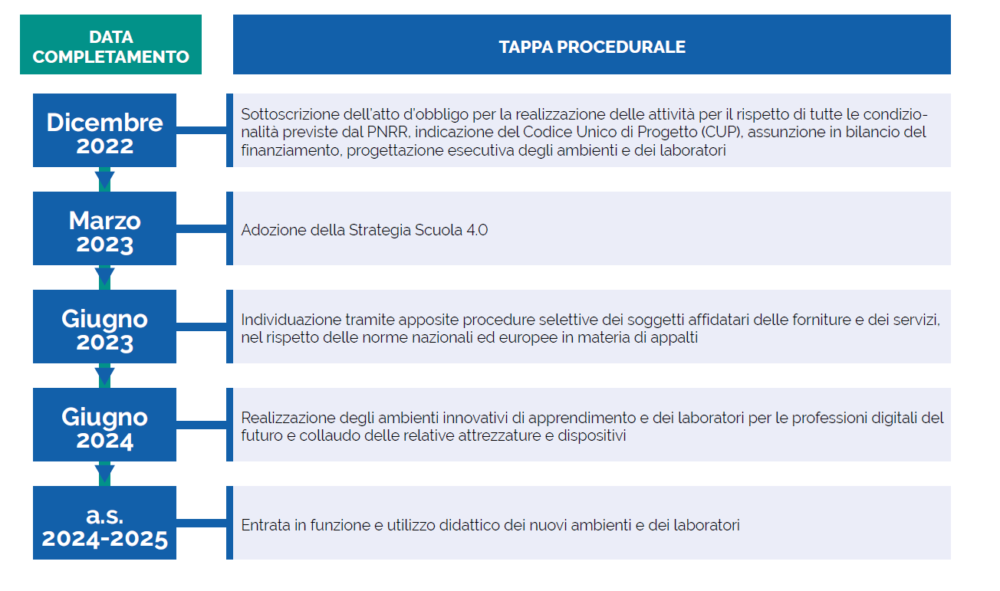 DATA
COMPLETAMENTO
TAPPA PROCEDURALE
Dicembre
2022
Sottoscrizione dell’atto d’obbligo per la realizzazione delle attività per il rispetto di tutte le condizio-
nalità previste dal PNRR, indicazione del Codice Unico di Progetto (CUP), assunzione in bilancio del
finanziamento, progettazione esecutiva degli ambienti e dei laboratori
Marzo
2023
Adozione della Strategia Scuola 4.0
Giugno
2023
Individuazione tramite apposite procedure selettive dei soggetti affidatari delle forniture e dei servizi,
nel rispetto delle norme nazionali ed europee in materia di appalti
Giugno
2024
Realizzazione degli ambienti innovativi di apprendimento e dei laboratori per le professioni digitali del
futuro e collaudo delle relative attrezzature e dispositivi
a.s.
2024-2025
Entrata in funzione e utilizzo didattico dei nuovi ambienti e dei laboratori